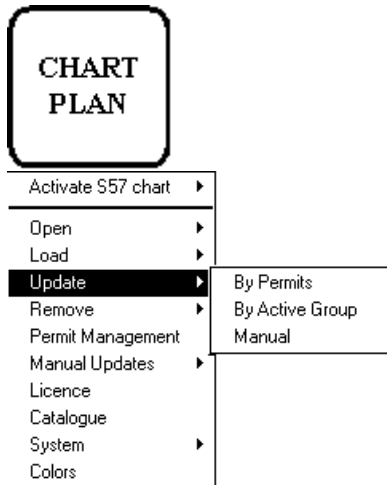 CHART
PLAN
Activate S57 chart
Open
Load
Update
By Permits
Remove
By Active Group
Permit Management
Manual
Manual Updates
Licence
Catalogue
System
Colors